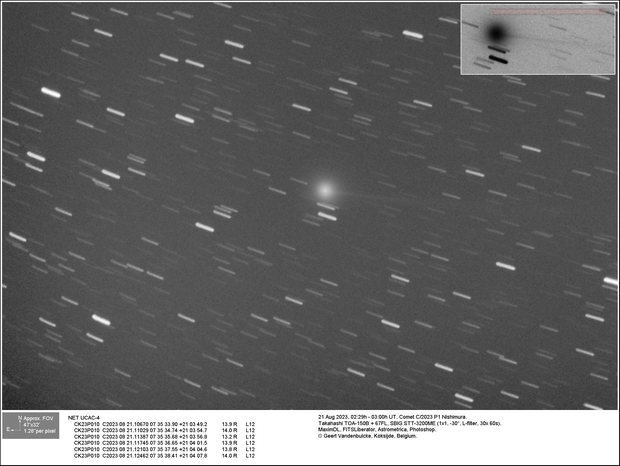 N Approx. FOV
47'x32'
E 1.28"per pixel
NET UCAC-4
CK23P010 C2023 08 21.10670 07 35 33.90 +21 03 49.2 13.9 R L12
CK23P010 C2023 08 21.11029 07 35 34.74 +21 03 54.7 14.0 R L12
CK23P010 C2023 08 21.11387 07 35 35.68 +21 03 56.8 13.2 R L12
CK23P010 C2023 08 21.11745 07 35 36.65 +21 04 01.5 13.9 R L12
CK23P010 C2023 08 21.12103 07 35 37.55 +21 04 04.6 13.8 R L12
CK23P010 C2023 08 21.12462 07 35 38.41 +21 04 07.8 14.0 R L12
21 Aug 2023, 02:29h - 03:00h UT. Comet C/2023 P1 Nishimura.
Takahashi TOA-150B + 67FL, SBIG STT-3200ME (1x1, -30°, L-filter, 30x 60s).
MaximDL, FITSLiberator, Astrometrica, Photoshop.
© Geert Vandenbulcke, Koksijde, Belgium.